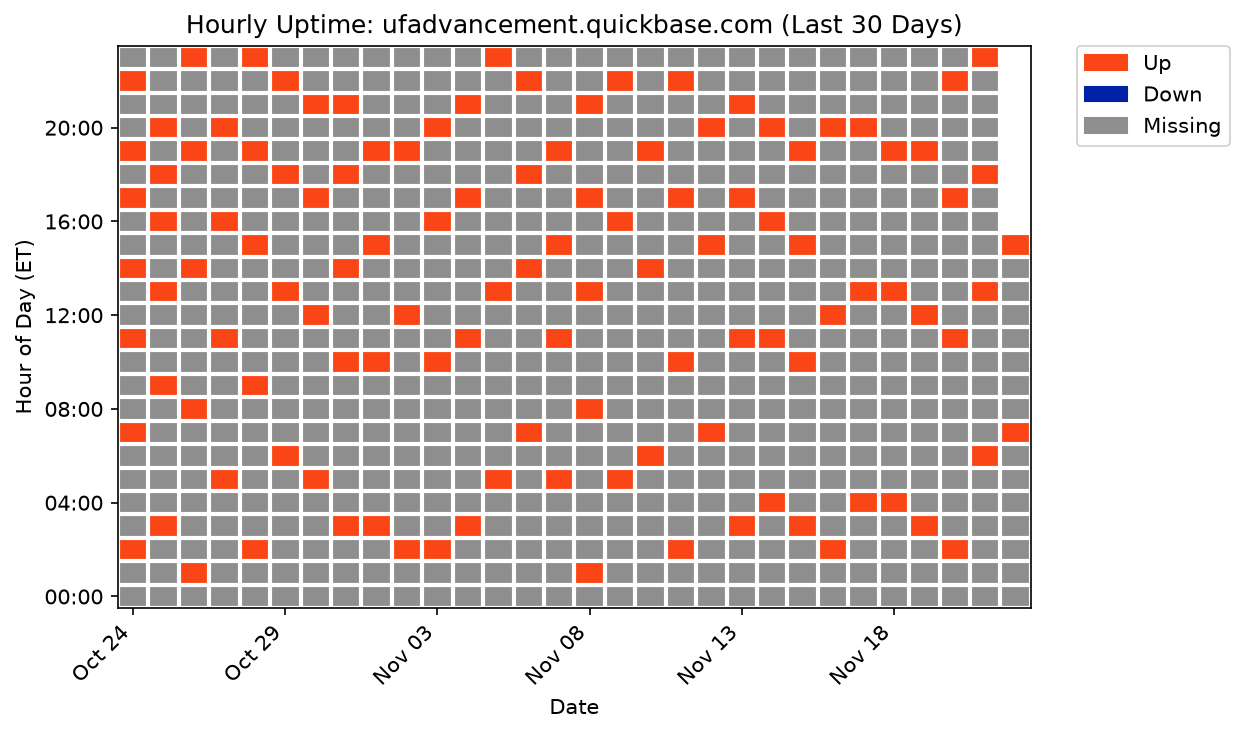 Hourly Uptime: ufadvancement.quickbase.com (Last 30 Days)
Up
Down
Missing
20:00
16:00
12:00
08:00
04:00
00:00
Hour of Day (ET)
Oct 24
Oct 29
Nov 03
Nov 08
Nov 13
Nov 18
Date